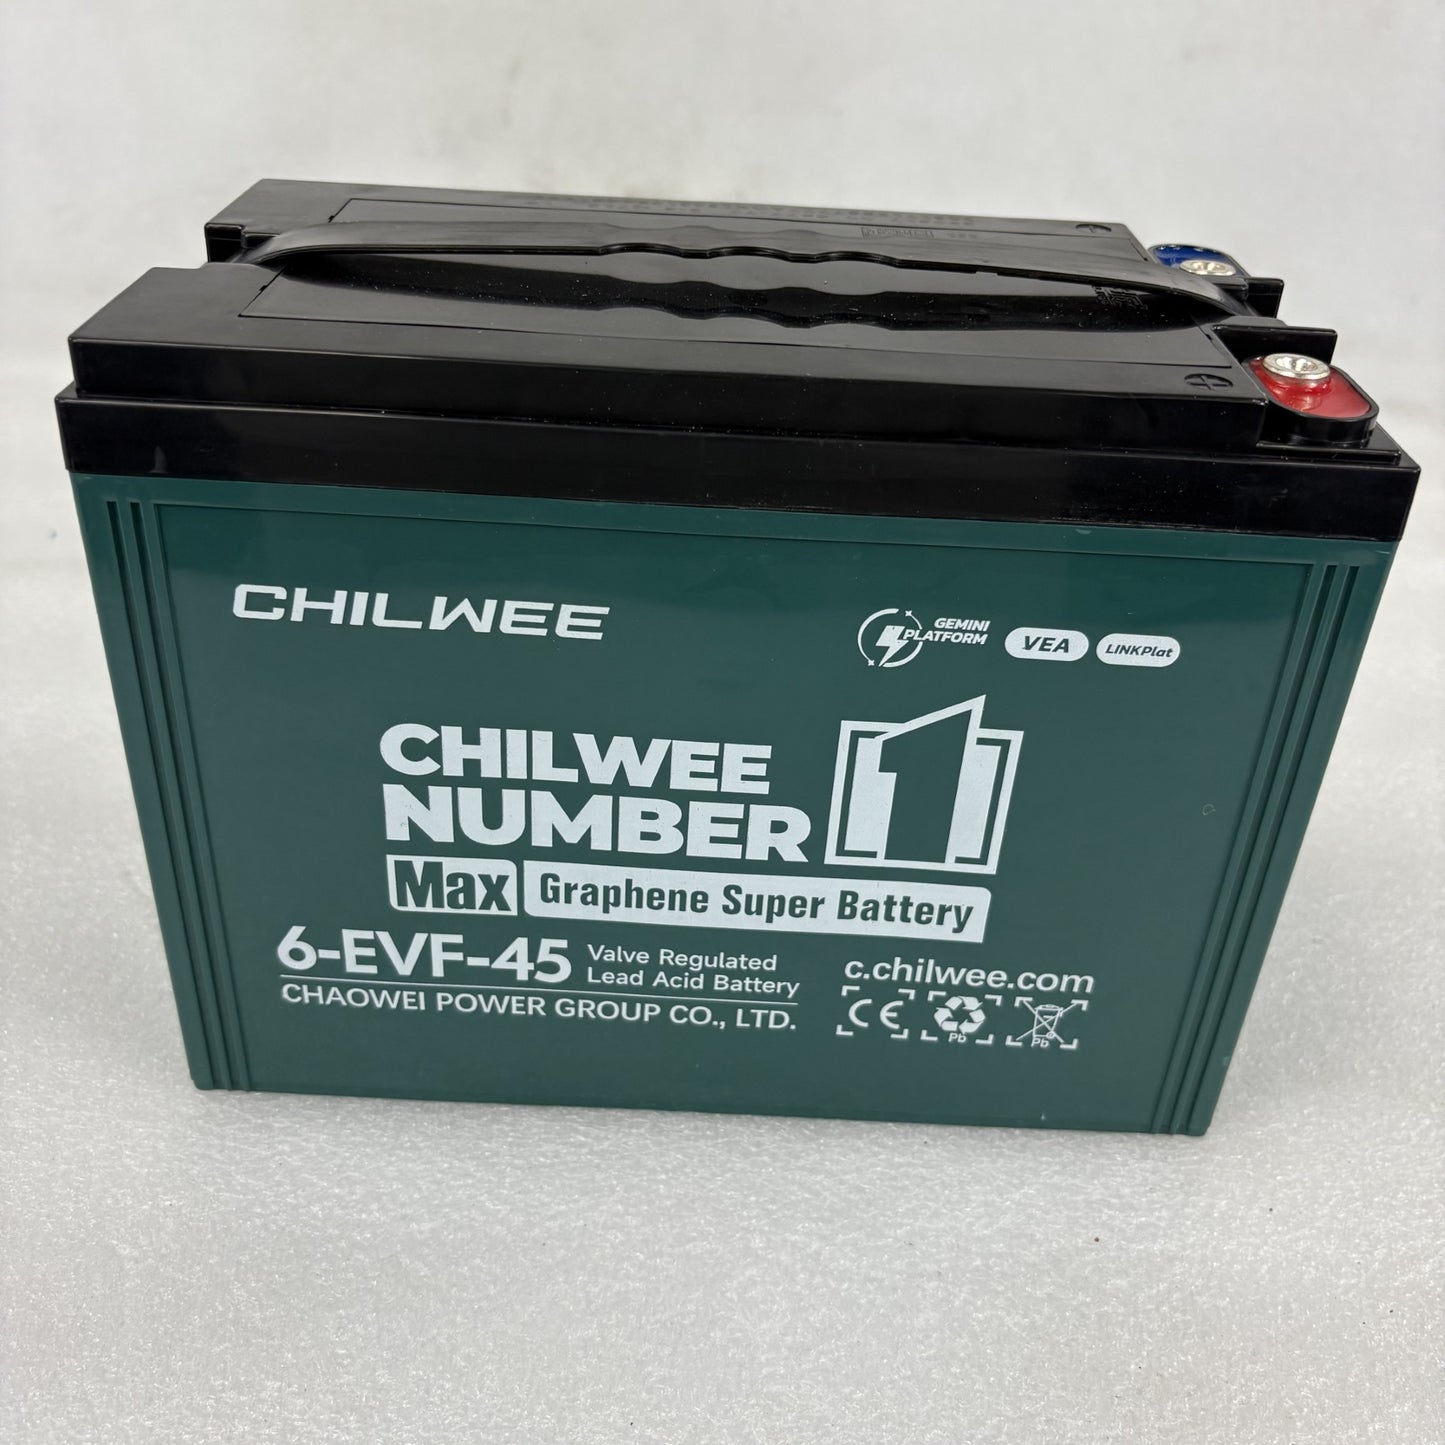 CHILWEE
GEMINI
PLATFORM
VEA
LINKPlat
CHILWEE
NUMBER 1
Max Graphene Super Battery
6-EVF-45
Valve Regulated
Lead Acid Battery
CHAOWEI POWER GROUP CO., LTD.
c.chilwee.com
CE
Pb
Pb